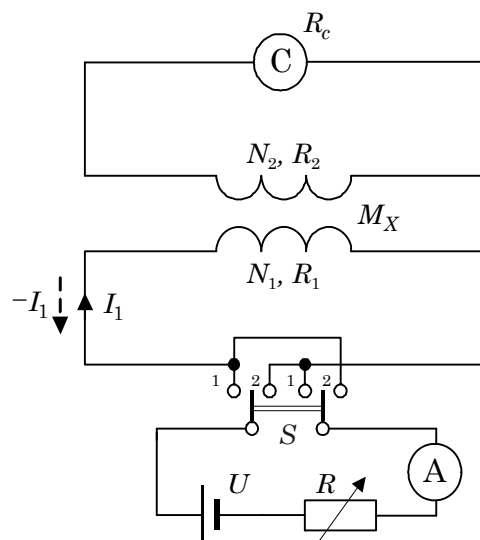 R_c
C
N_2, R_2
M_X
N_1, R_1
−I_1 I_1
1 2 1 2
S
A
U R